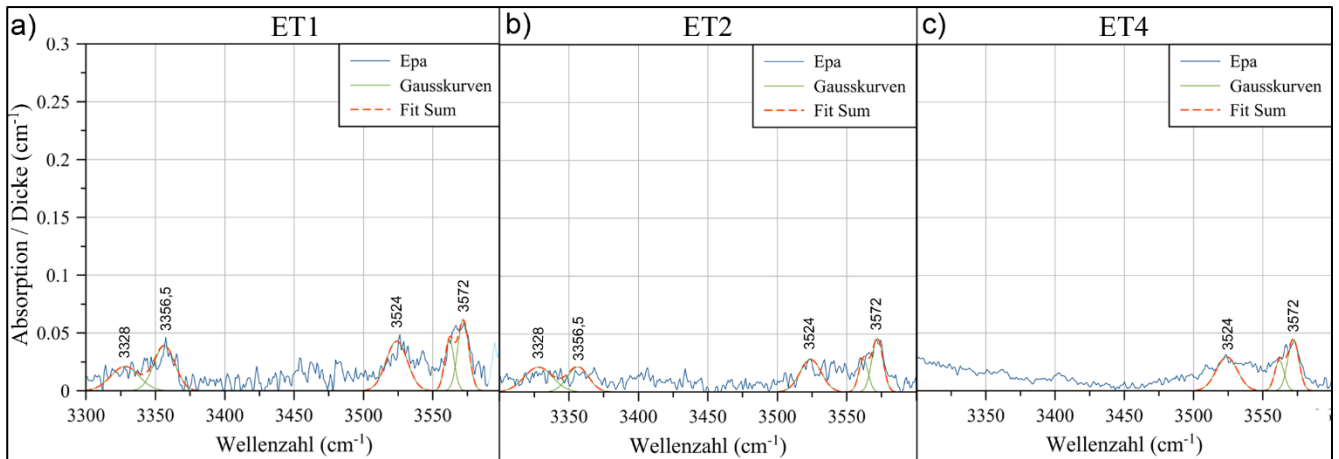 a) ET1
b) ET2
c) ET4
Absorption / Dicke (cm-1)
0.3
0.25
0.2
0.15
0.1
0.05
0
Epa
Gausskurven
Fit Sum
3328
3356,5
3524
3572
3300 3350 3400 3450 3500 3550
Wellenzahl (cm-1)
Epa
Gausskurven
Fit Sum
3328
3356,5
3524
3572
3350 3400 3450 3500 3550
Wellenzahl (cm-1)
Epa
Gausskurven
Fit Sum
3524
3572
3350 3400 3450 3500 3550
Wellenzahl (cm-1)